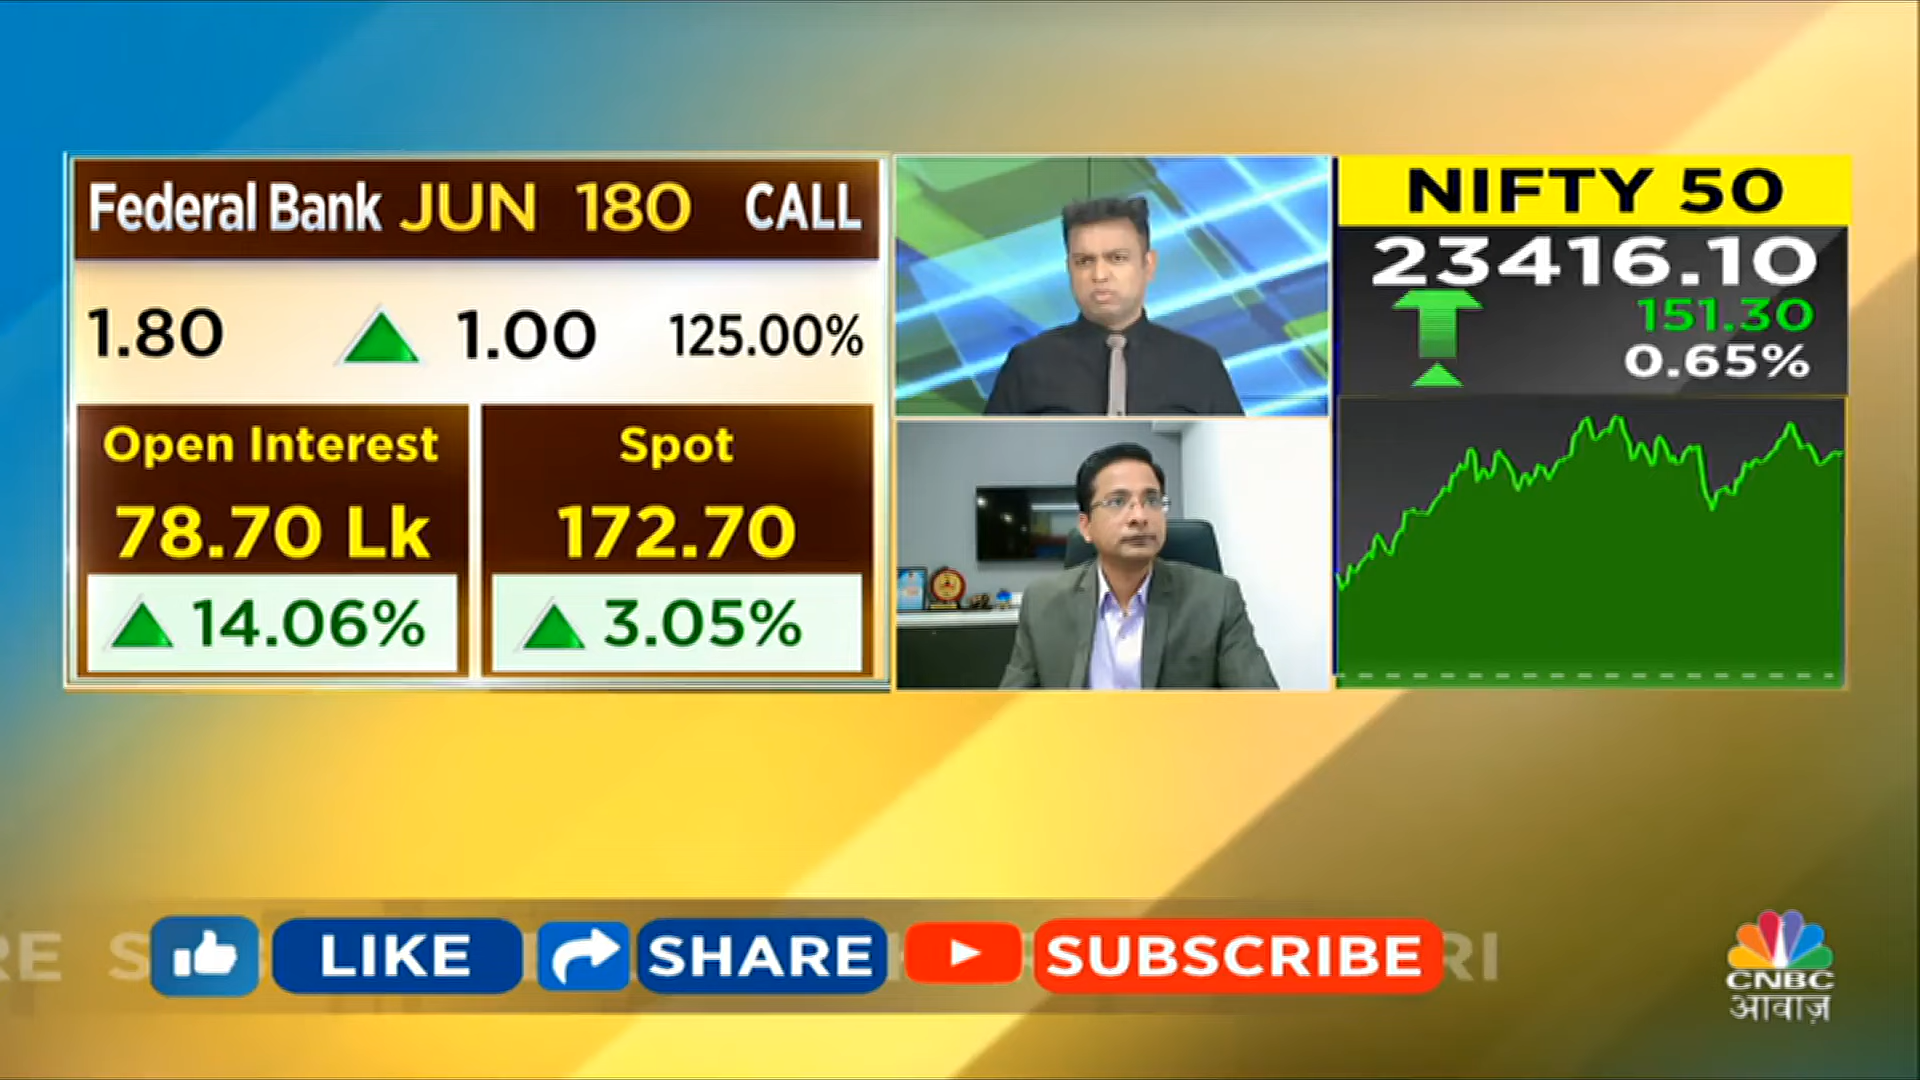 Federal Bank JUN 180 CALL
1.80 1.00 125.00%
Open Interest
78.70 Lk
14.06%
Spot
172.70
3.05%
NIFTY 50
23416.10
151.30
0.65%
LIKE SHARE SUBSCRIBE
CNBC
आवाज़